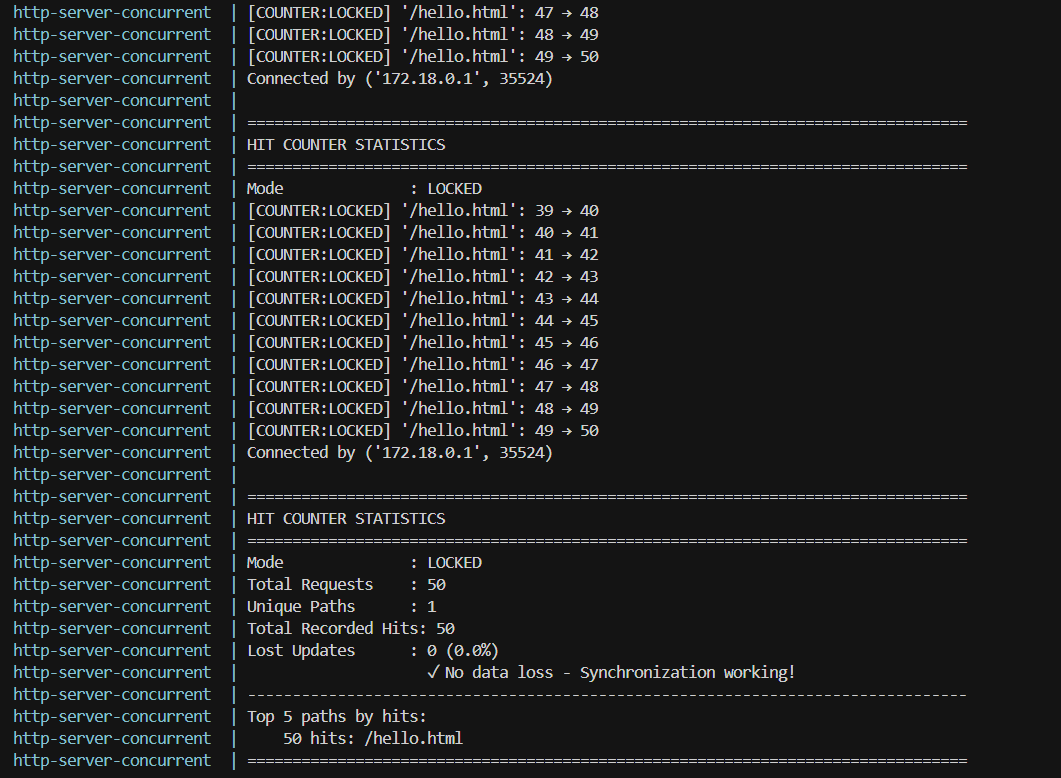 http-server-concurrent | [COUNTER:LOCKED] '/hello.html': 47 → 48
http-server-concurrent | [COUNTER:LOCKED] '/hello.html': 48 → 49
http-server-concurrent | [COUNTER:LOCKED] '/hello.html': 49 → 50
http-server-concurrent | Connected by ('172.18.0.1', 35524)
http-server-concurrent |
http-server-concurrent | ================================================================================
http-server-concurrent | HIT COUNTER STATISTICS
http-server-concurrent | ================================================================================
http-server-concurrent | Mode              : LOCKED
http-server-concurrent | [COUNTER:LOCKED] '/hello.html': 39 → 40
http-server-concurrent | [COUNTER:LOCKED] '/hello.html': 40 → 41
http-server-concurrent | [COUNTER:LOCKED] '/hello.html': 41 → 42
http-server-concurrent | [COUNTER:LOCKED] '/hello.html': 42 → 43
http-server-concurrent | [COUNTER:LOCKED] '/hello.html': 43 → 44
http-server-concurrent | [COUNTER:LOCKED] '/hello.html': 44 → 45
http-server-concurrent | [COUNTER:LOCKED] '/hello.html': 45 → 46
http-server-concurrent | [COUNTER:LOCKED] '/hello.html': 46 → 47
http-server-concurrent | [COUNTER:LOCKED] '/hello.html': 47 → 48
http-server-concurrent | [COUNTER:LOCKED] '/hello.html': 48 → 49
http-server-concurrent | [COUNTER:LOCKED] '/hello.html': 49 → 50
http-server-concurrent | Connected by ('172.18.0.1', 35524)
http-server-concurrent |
http-server-concurrent | ================================================================================
http-server-concurrent | HIT COUNTER STATISTICS
http-server-concurrent | ================================================================================
http-server-concurrent | Mode              : LOCKED
http-server-concurrent | Total Requests    : 50
http-server-concurrent | Unique Paths      : 1
http-server-concurrent | Total Recorded Hits: 50
http-server-concurrent | Lost Updates      : 0 (0.0%)
http-server-concurrent |                     ✓ No data loss - Synchronization working!
http-server-concurrent | --------------------------------------------------------------------------------
http-server-concurrent | Top 5 paths by hits:
http-server-concurrent |     50 hits: /hello.html
http-server-concurrent | ================================================================================